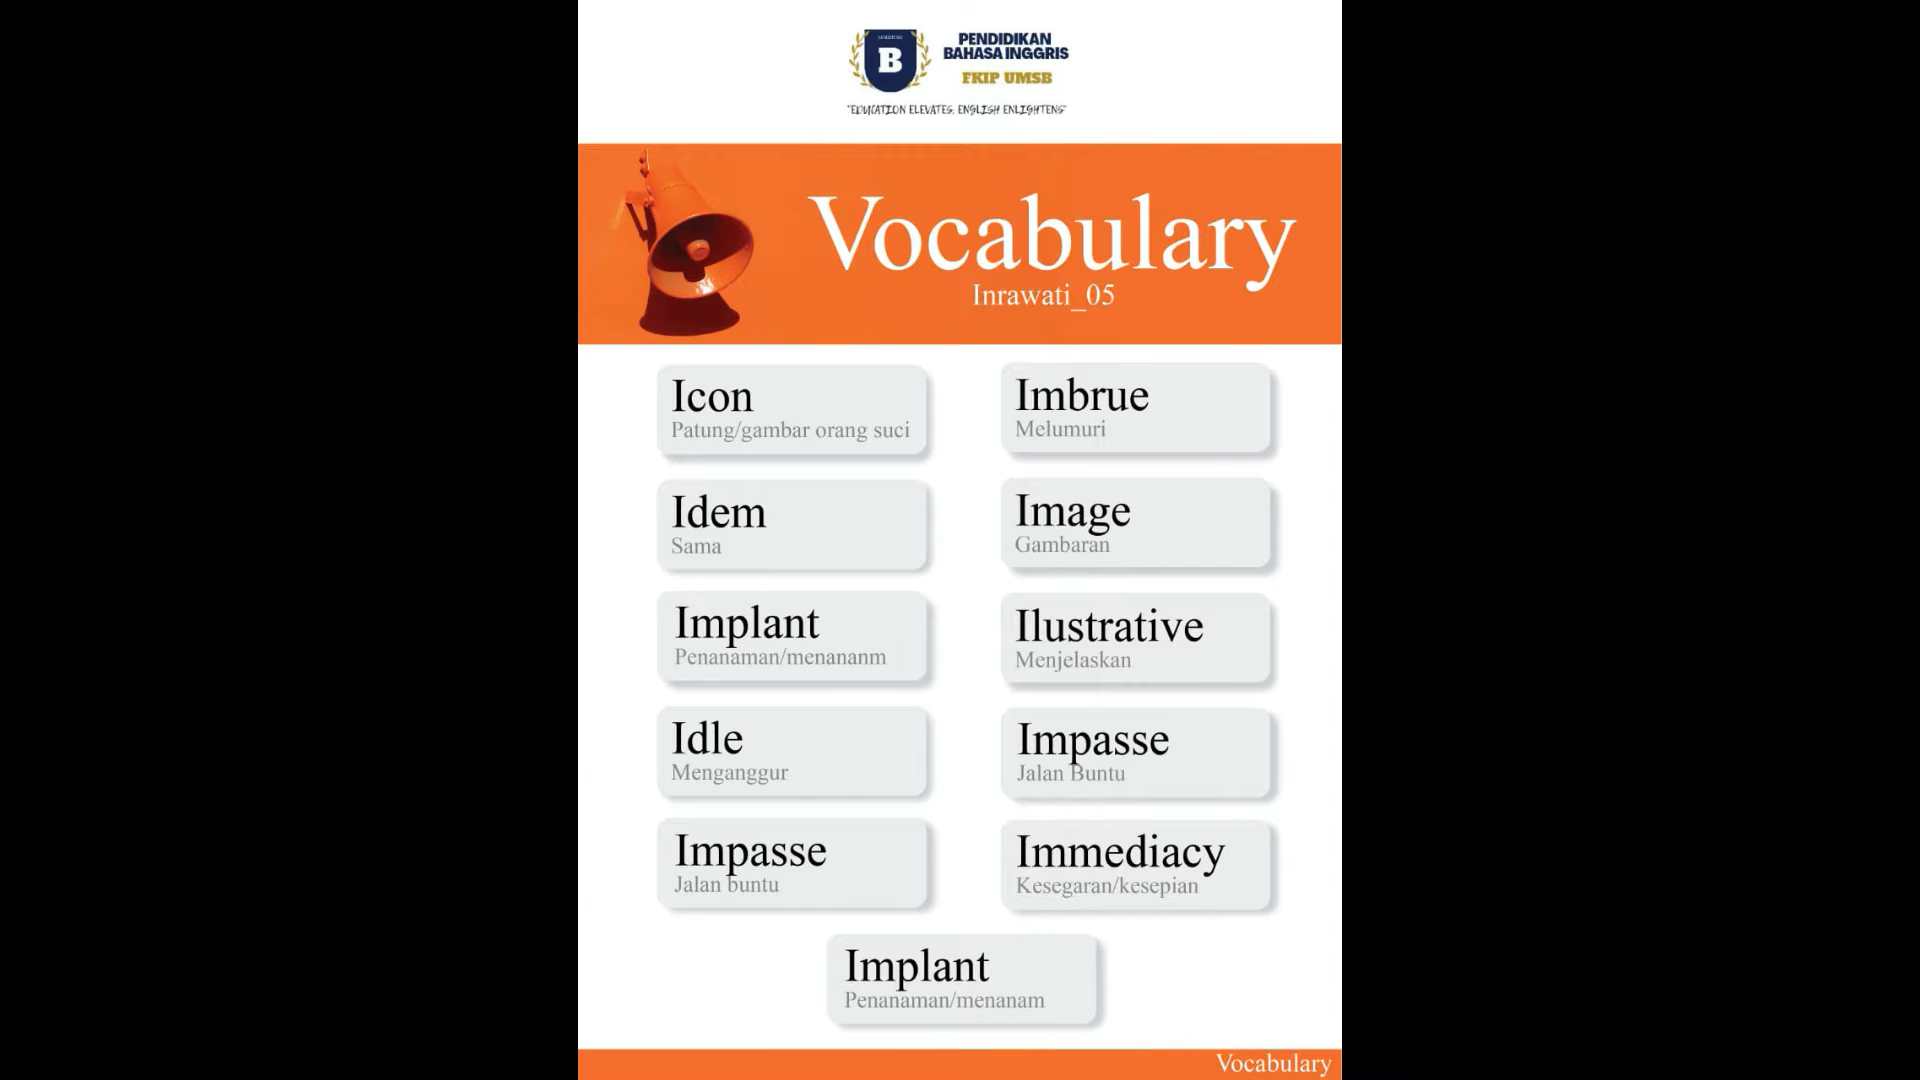 PENDIDIKAN
BAHASA INGGRIS
FKIP UMSB
"EDUCATION ELEVATES, ENGLISH ENLIGHTENS"
Vocabulary
Inrawati_05
Icon
Patung/gambar orang suci
Imbrue
Melumuri
Idem
Sama
Image
Gambaran
Implant
Penanaman/menananm
Ilustrative
Menjelaskan
Idle
Menganggur
Impasse
Jalan Buntu
Impasse
Jalan buntu
Immediacy
Kesegaran/kesepian
Implant
Penanaman/menanam
Vocabulary